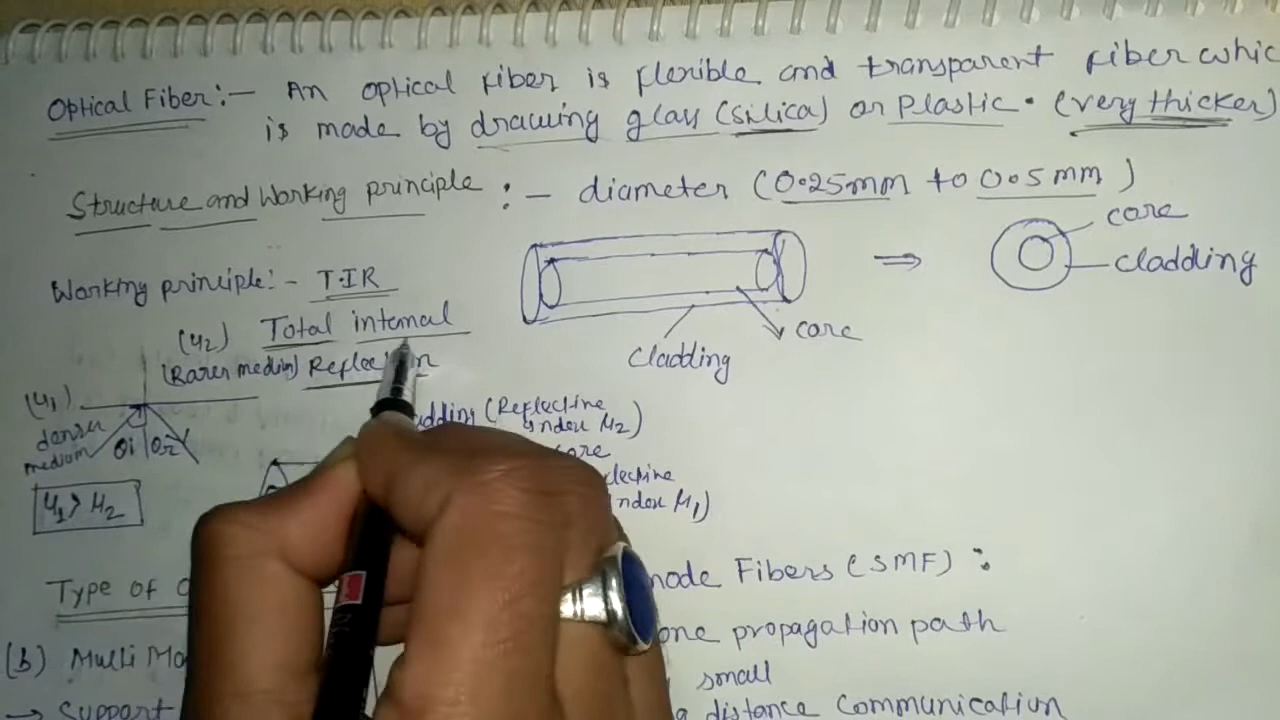 Optical Fiber:- An optical fiber is flexible and transparent fiber whic
is made by drawing glass (silica) or Plastic. (very thicker)
Structure and Working principle :- diameter (0.25mm to 0.5mm)
core
cladding
Working principle:- T.I.R
(μ2) Total internal
(Rarer medium) Reflection
core
cladding
(μ1)
denser
medium θi θr
μ1 > μ2
(Reflective
index μ2)
core
index μ1)
Type of
mode Fibers (SMF) :
one propagation path
(b) Multi Mo
small
→ Support
distance communication